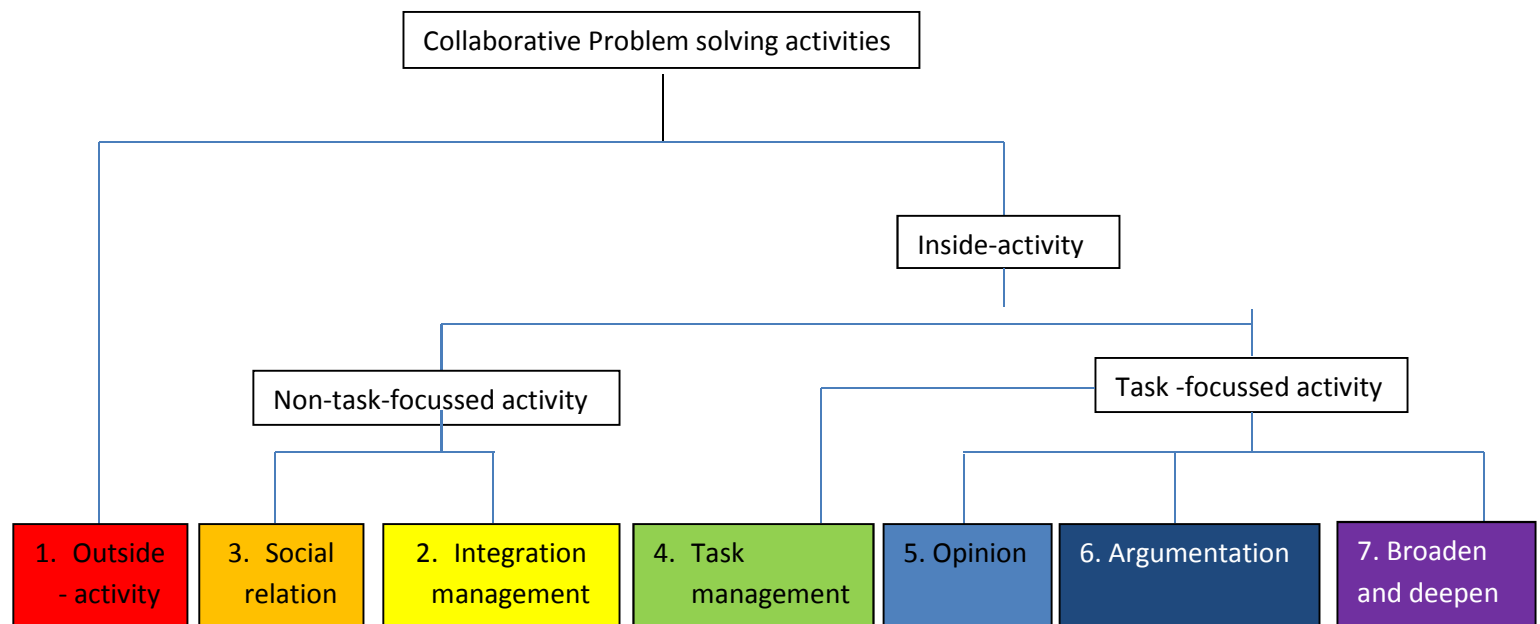 Collaborative Problem solving activities
Inside-activity
Non-task-focussed activity
Task -focussed activity
1. Outside
- activity
3. Social
relation
2. Integration
management
4. Task
management
5. Opinion
6. Argumentation
7. Broaden
and deepen